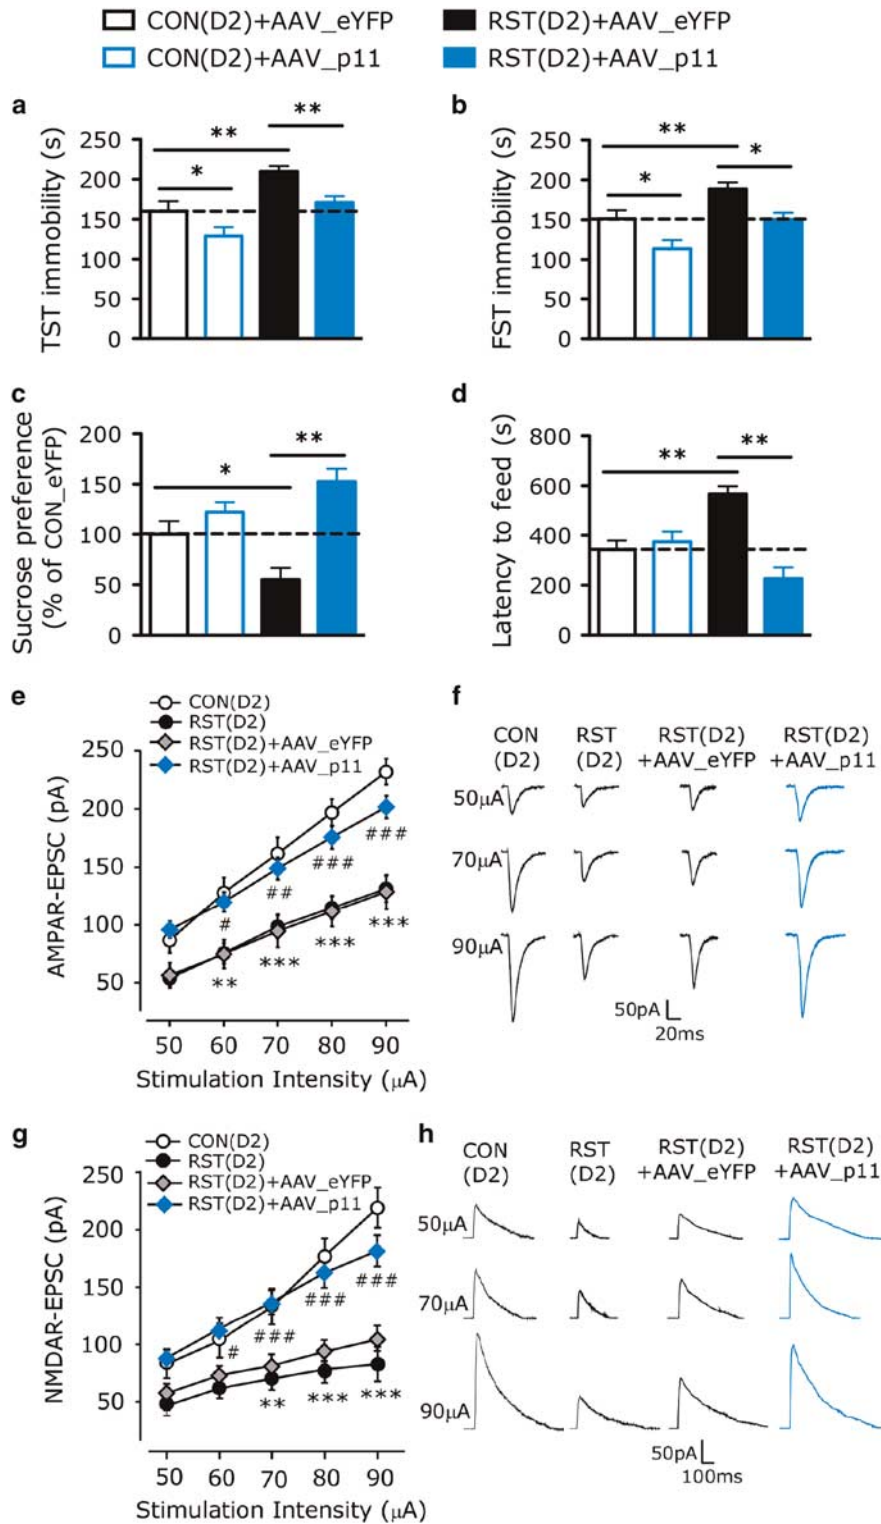 CON(D2)+AAV_eYFP
RST(D2)+AAV_eYFP
CON(D2)+AAV_p11
RST(D2)+AAV_p11
a
TST immobility (s)
250
200
150
100
50
0
**
**
*
b
FST immobility (s)
250
200
150
100
50
0
**
*
*
c
Sucrose preference
(% of CON_eYFP)
200
150
100
50
0
**
*
d
Latency to feed (s)
800
600
400
200
0
**
**
e
CON(D2)
RST(D2)
RST(D2)+AAV_eYFP
RST(D2)+AAV_p11
AMPAR-EPSC (pA)
250
200
150
100
50
# ## ### ###
** *** *** ***
50 60 70 80 90
Stimulation Intensity (µA)
f
CON
(D2)
RST
(D2)
RST(D2)
+AAV_eYFP
RST(D2)
+AAV_p11
50µA
70µA
90µA
50pA
20ms
g
CON(D2)
RST(D2)
RST(D2)+AAV_eYFP
RST(D2)+AAV_p11
NMDAR-EPSC (pA)
250
200
150
100
50
# ### ### ###
** *** ***
50 60 70 80 90
Stimulation Intensity (µA)
h
CON
(D2)
RST
(D2)
RST(D2)
+AAV_eYFP
RST(D2)
+AAV_p11
50µA
70µA
90µA
50pA
100ms